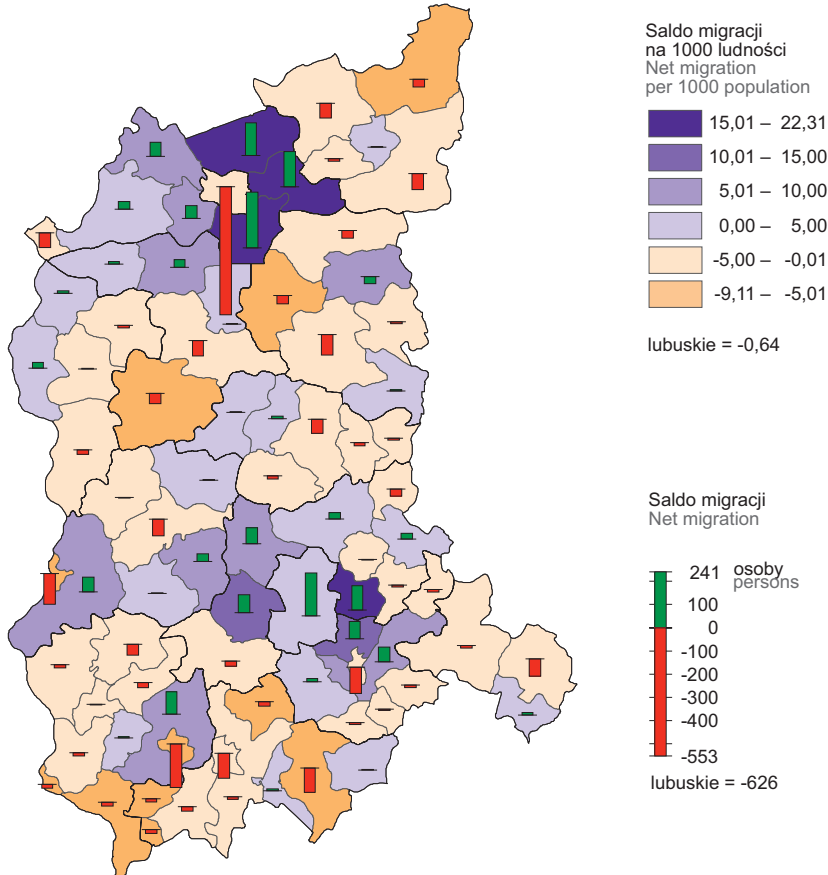 Saldo migracji
na 1000 ludności
Net migration
per 1000 population
15,01 – 22,31
10,01 – 15,00
5,01 – 10,00
0,00 – 5,00
-5,00 – -0,01
-9,11 – -5,01
lubuskie = -0,64
Saldo migracji
Net migration
241 osoby
persons
100
0
-100
-200
-300
-400
-553
lubuskie = -626